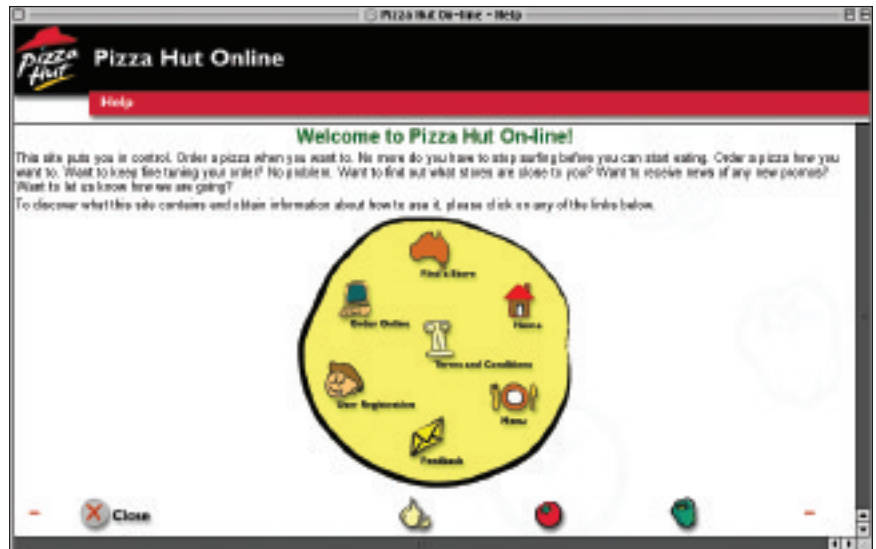 Pizza Hut On-line - Help
Pizza Hut
Pizza Hut Online
Help
Welcome to Pizza Hut On-line!
This site puts you in control. Order a pizza when you want to. No more do you have to stop surfing before you can start eating. Order a pizza how you
want to. Want to keep fine tuning your order? No problem. Want to find out what stores are close to you? Want to receive news of any new promos?
Want to let us know how we are going?
To discover what this site contains and obtain information about how to use it, please click on any of the links below.
Find a Store
Order Online
Home
Terms and Conditions
User Registration
Menu
Feedback
Close